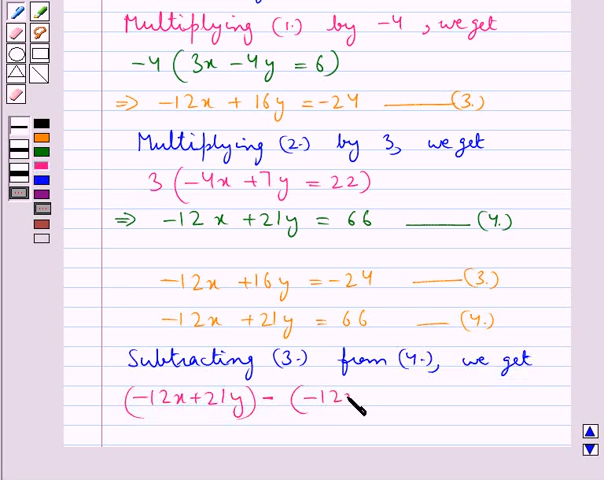 Multiplying (1.) by -4, we get
-4 (3x - 4y = 6)
⇒ -12x + 16y = -24 ——— (3.)
Multiplying (2.) by 3, we get
3 (-4x + 7y = 22)
⇒ -12x + 21y = 66 ——— (4.)
-12x + 16y = -24 ——— (3.)
-12x + 21y = 66 — (4.)
Subtracting (3.) from (4.), we get
(-12x + 21y) - (-12x